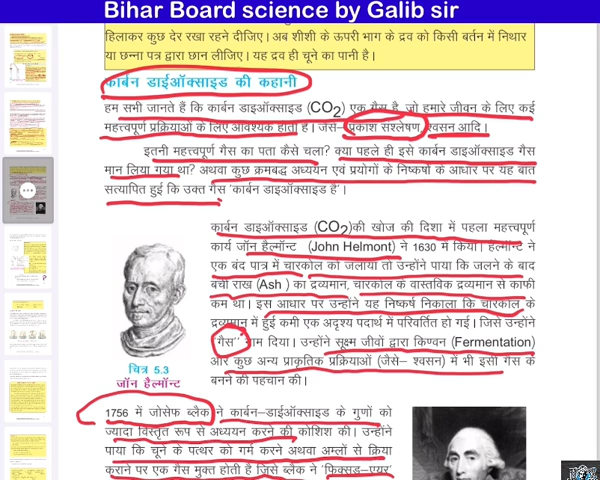 Bihar Board science by Galib sir
हिलाकर कुछ देर रखा रहने दीजिए। अब शीशी के ऊपरी भाग के द्रव को किसी बर्तन में निथार
या छन्ना पत्र द्वारा छान लीजिए। यह द्रव ही चूने का पानी है।
कार्बन डाईऑक्साइड की कहानी
हम सभी जानते हैं कि कार्बन डाइऑक्साइड (CO2) एक गैस है, जो हमारे जीवन के लिए कई
महत्त्वपूर्ण प्रक्रियाओं के लिए आवश्यक होता है। जैसे– प्रकाश संश्लेषण, श्वसन आदि।
इतनी महत्त्वपूर्ण गैस का पता कैसे चला? क्या पहले ही इसे कार्बन डाइऑक्साइड गैस
मान लिया गया था? अथवा कुछ क्रमबद्ध अध्ययन एवं प्रयोगों के निष्कर्षो के आधार पर यह बात
सत्यापित हुई कि उक्त गैस 'कार्बन डाइऑक्साइड है'।
कार्बन डाइऑक्साइड (CO2)की खोज की दिशा में पहला महत्त्वपूर्ण
कार्य जॉन हैल्मॉन्ट (John Helmont) ने 1630 में किया। हैल्मॉन्ट ने
एक बंद पात्र में चारकोल को जलाया तो उन्होंने पाया कि जलने के बाद
बची राख (Ash ) का द्रव्यमान, चारकोल के वास्तविक द्रव्यमान से काफी
कम था। इस आधार पर उन्होंने यह निष्कर्ष निकाला कि चारकोल के
द्रव्यमान में हुई कमी एक अदृश्य पदार्थ में परिवर्तित हो गई। जिसे उन्होंने
गैस'' नाम दिया। उन्होंने सूक्ष्म जीवों द्वारा किण्वन (Fermentation)
और कुछ अन्य प्राकृतिक प्रक्रियाओं (जैसे– श्वसन) में भी इसी गैस के
बनने की पहचान की।
चित्र 5.3
जॉन हैल्मॉन्ट
1756 में जोसेफ ब्लैक ने कार्बन–डाईऑक्साइड के गुणों को
ज्यादा विस्तृत रूप से अध्ययन करने की कोशिश की। उन्होंने
पाया कि चूने के पत्थर को गर्म करने अथवा अम्लों से क्रिया
कराने पर एक गैस मुक्त होती है जिसे ब्लैक ने 'फिक्सड–एयर'